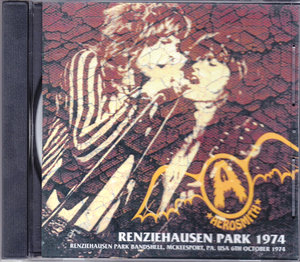 A
AEROSMITH
RENZIEHAUSEN PARK 1974
RENZIEHAUSEN PARK BANDSHELL, MCKEESPORT, PA. USA 6TH OCTOBER 1974